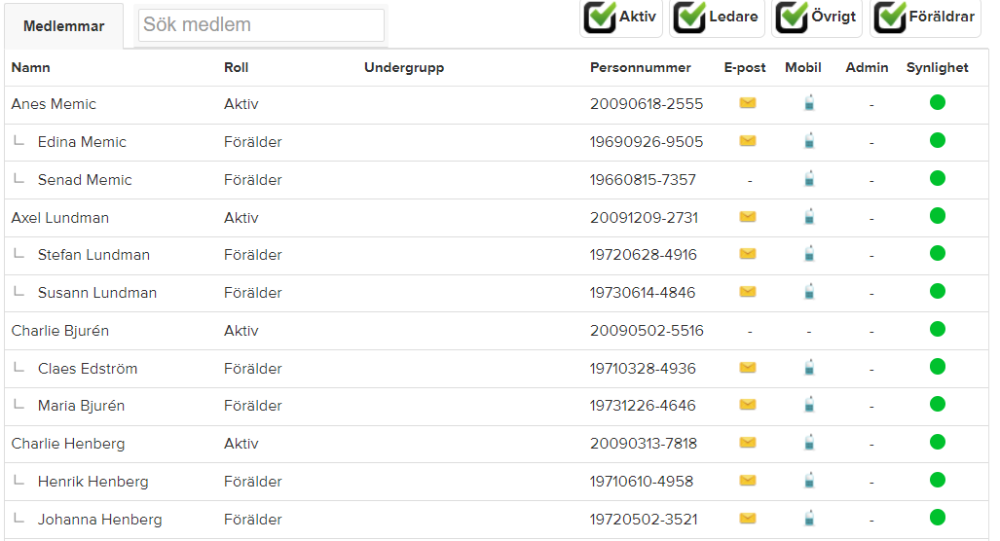 Medlemmar Sök medlem Aktiv Ledare Övrigt Föräldrar
Namn Roll Undergrupp Personnummer E-post Mobil Admin Synlighet
Anes Memic Aktiv 20090618-2555 -
Edina Memic Förälder 19690926-9505 -
Senad Memic Förälder 19660815-7357 - -
Axel Lundman Aktiv 20091209-2731 -
Stefan Lundman Förälder 19720628-4916 -
Susann Lundman Förälder 19730614-4846 -
Charlie Bjurén Aktiv 20090502-5516 - - -
Claes Edström Förälder 19710328-4936 -
Maria Bjurén Förälder 19731226-4646 -
Charlie Henberg Aktiv 20090313-7818 -
Henrik Henberg Förälder 19710610-4958 -
Johanna Henberg Förälder 19720502-3521 -